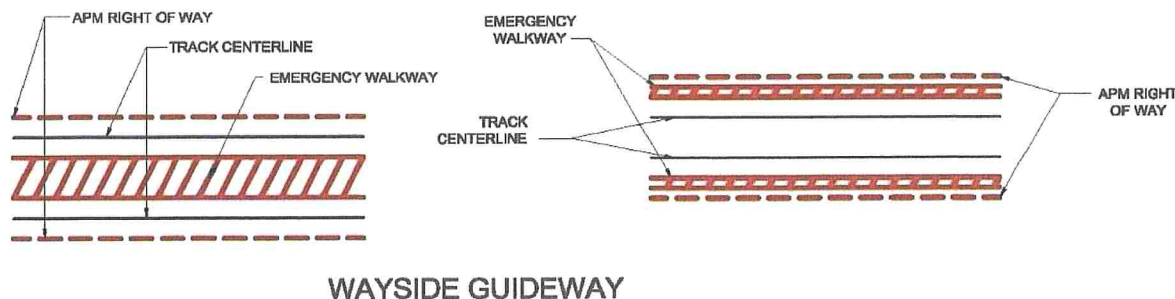 APM RIGHT OF WAY
TRACK CENTERLINE
EMERGENCY WALKWAY
EMERGENCY
WALKWAY
TRACK
CENTERLINE
APM RIGHT
OF WAY
WAYSIDE GUIDEWAY